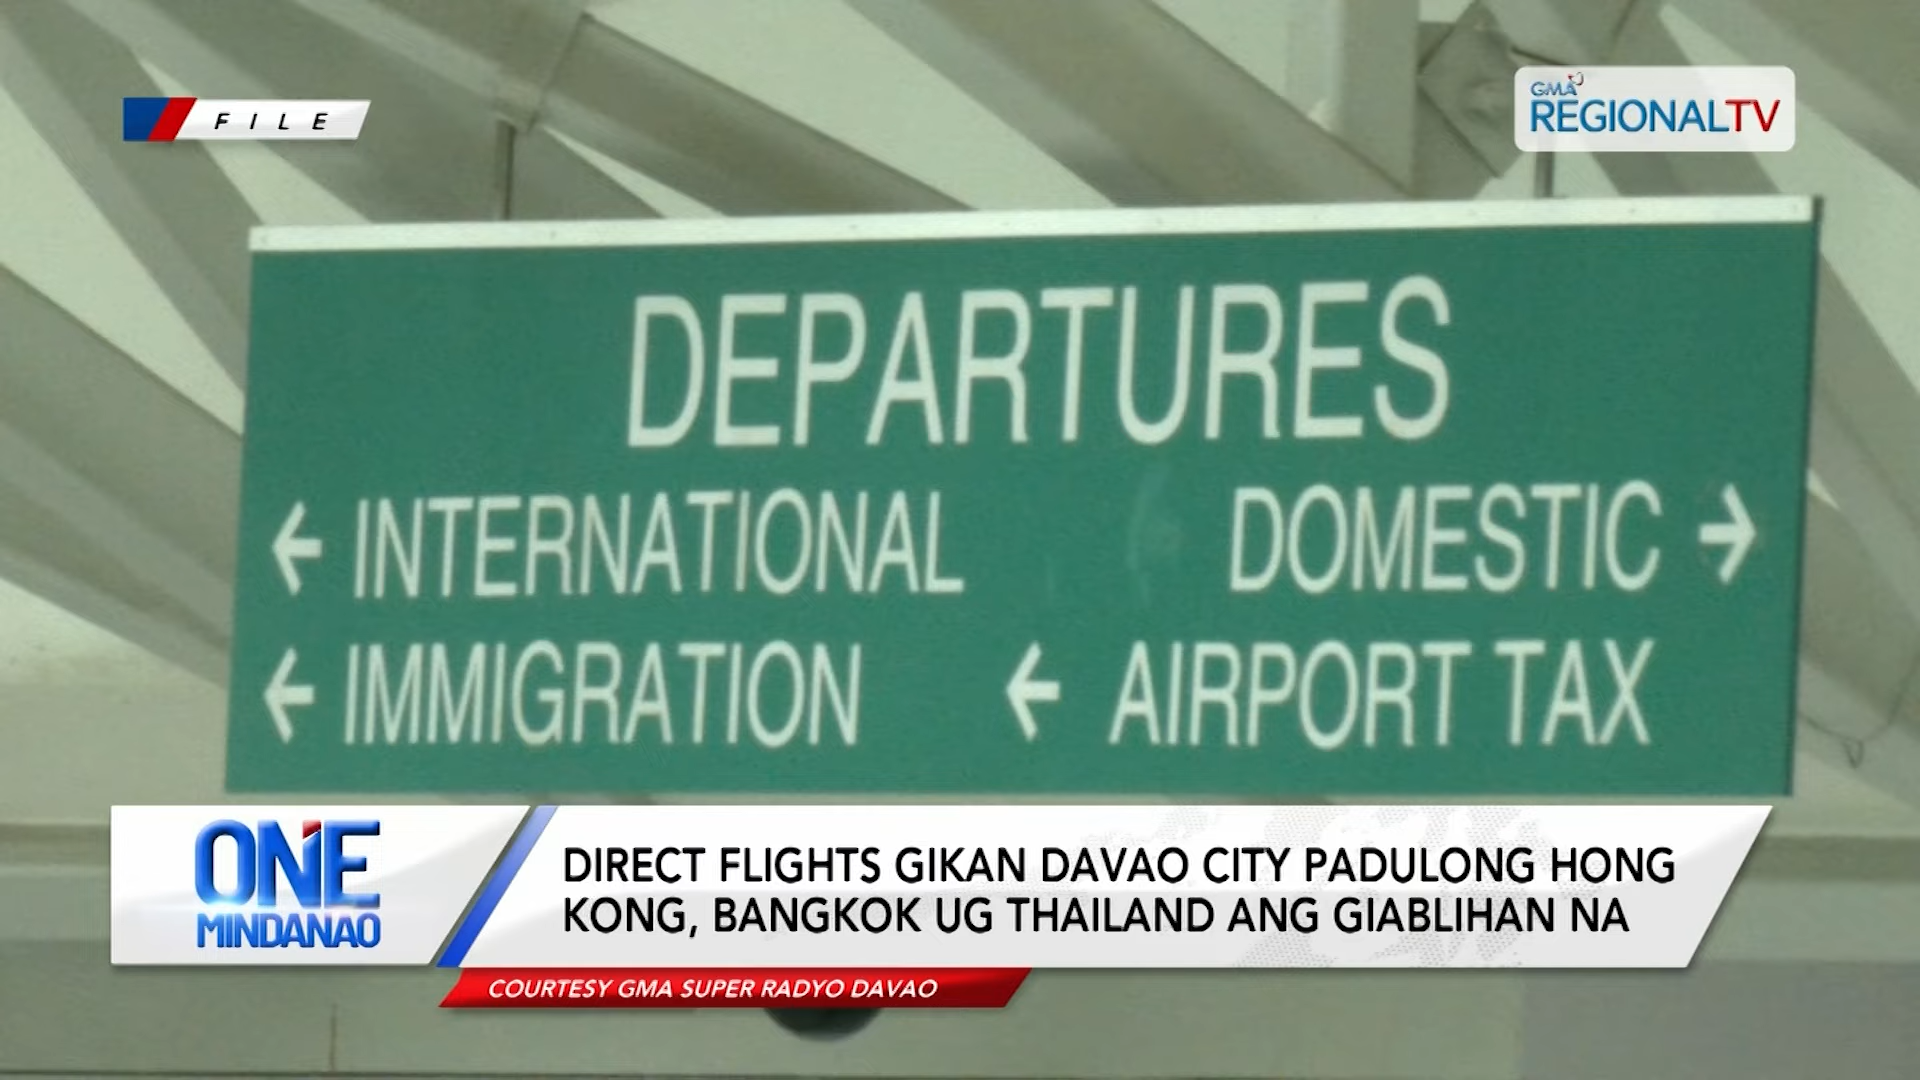 FILE
GMA
REGIONALTV
DEPARTURES
← INTERNATIONAL DOMESTIC →
← IMMIGRATION ← AIRPORT TAX
ONE
MINDANAO
DIRECT FLIGHTS GIKAN DAVAO CITY PADULONG HONG
KONG, BANGKOK UG THAILAND ANG GIABLIHAN NA
COURTESY GMA SUPER RADYO DAVAO